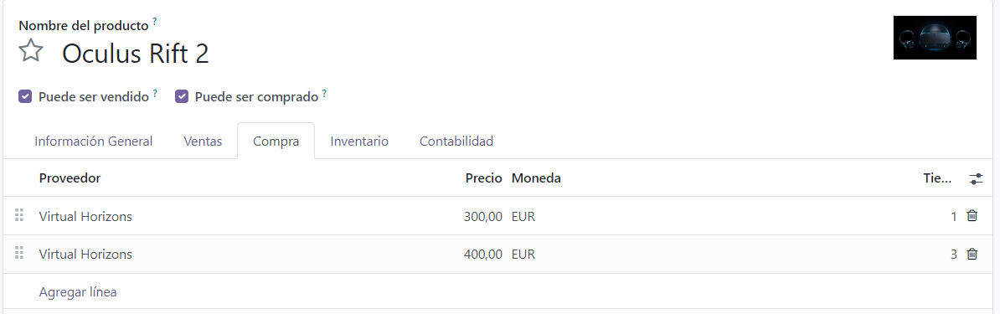 Nombre del producto ?
Oculus Rift 2
Puede ser vendido ? Puede ser comprado ?
Información General Ventas Compra Inventario Contabilidad
Proveedor Precio Moneda Tie...
Virtual Horizons 300,00 EUR 1
Virtual Horizons 400,00 EUR 3
Agregar línea